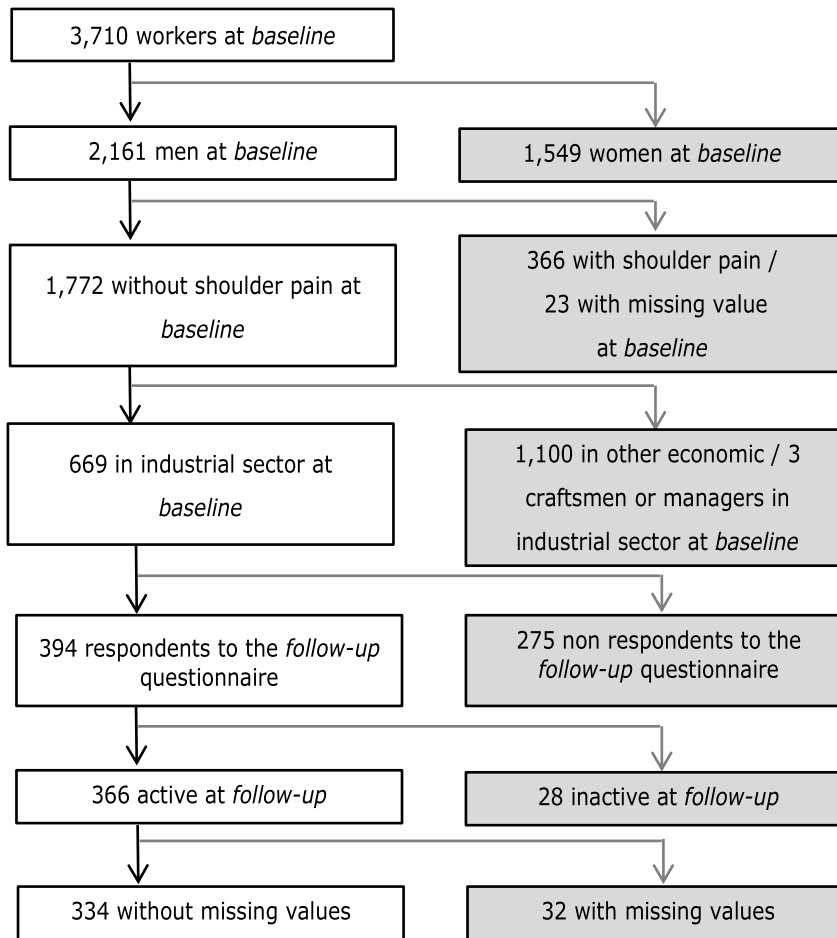 3,710 workers at baseline
2,161 men at baseline
1,549 women at baseline
1,772 without shoulder pain at
baseline
366 with shoulder pain /
23 with missing value
at baseline
669 in industrial sector at
baseline
1,100 in other economic / 3
craftsmen or managers in
industrial sector at baseline
394 respondents to the follow-up
questionnaire
275 non respondents to the
follow-up questionnaire
366 active at follow-up
28 inactive at follow-up
334 without missing values
32 with missing values